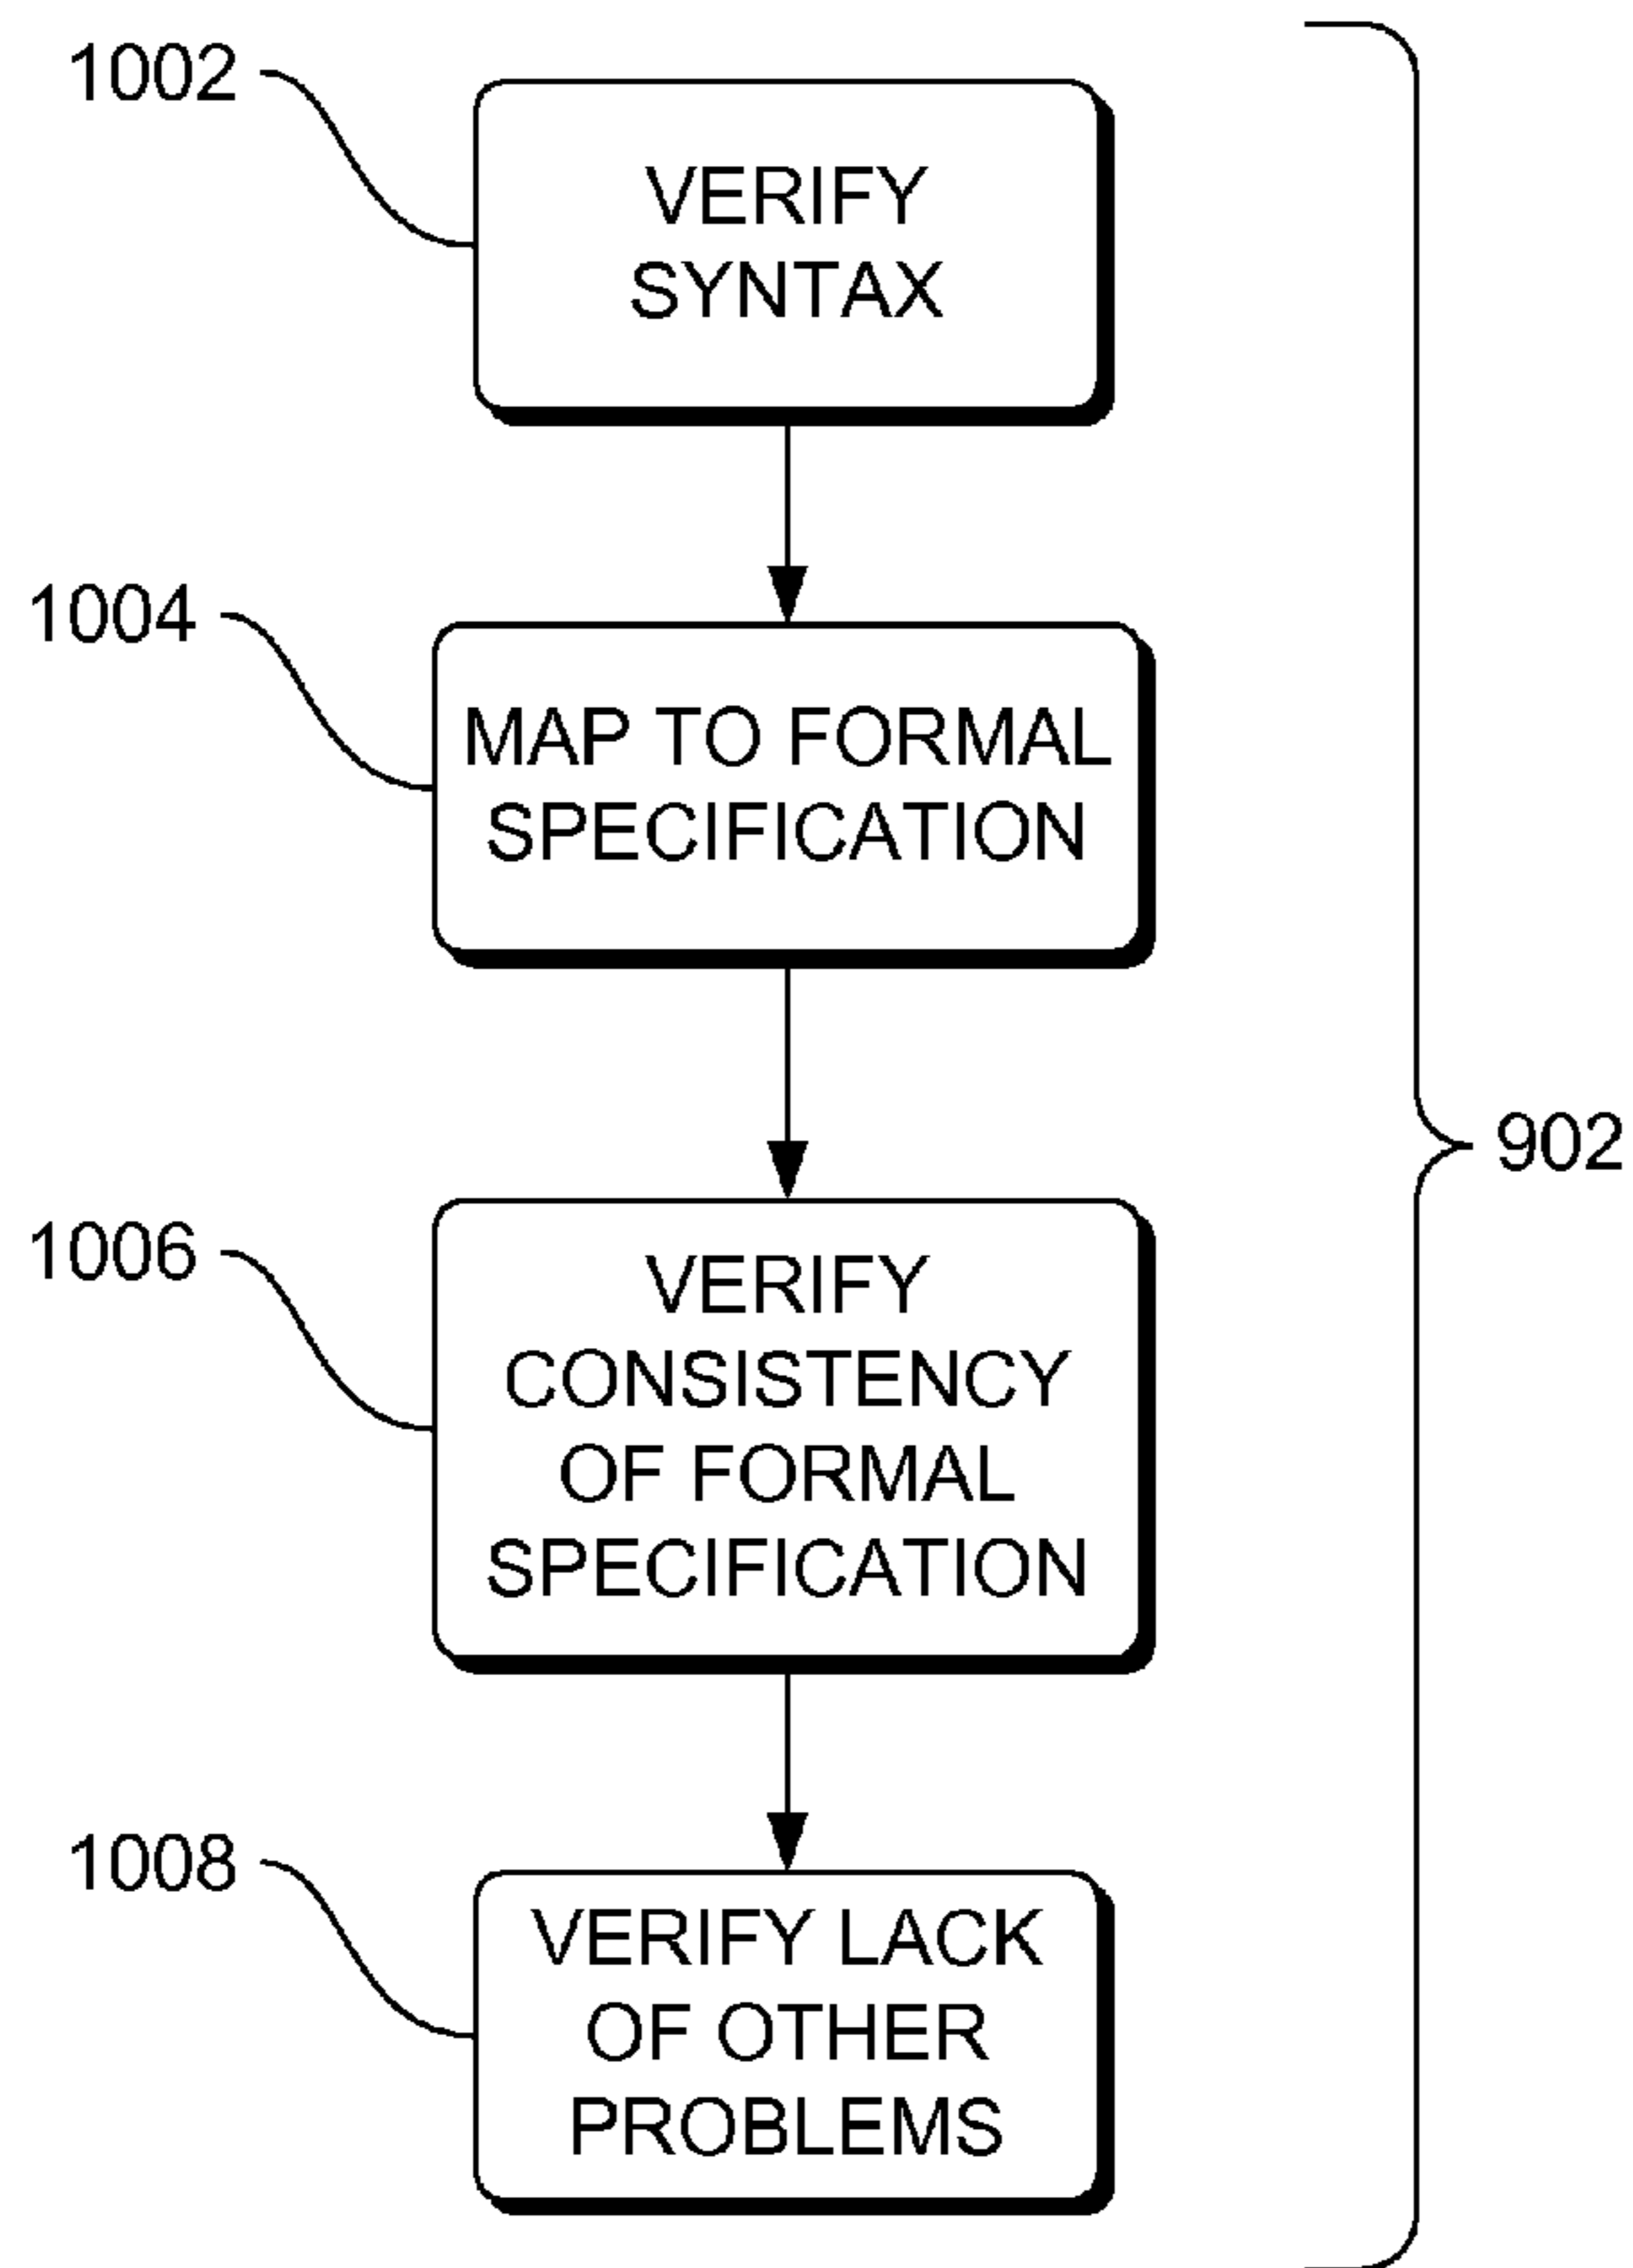 1002
VERIFY
SYNTAX
1004
MAP TO FORMAL
SPECIFICATION
902
1006
VERIFY
CONSISTENCY
OF FORMAL
SPECIFICATION
1008
VERIFY LACK
OF OTHER
PROBLEMS